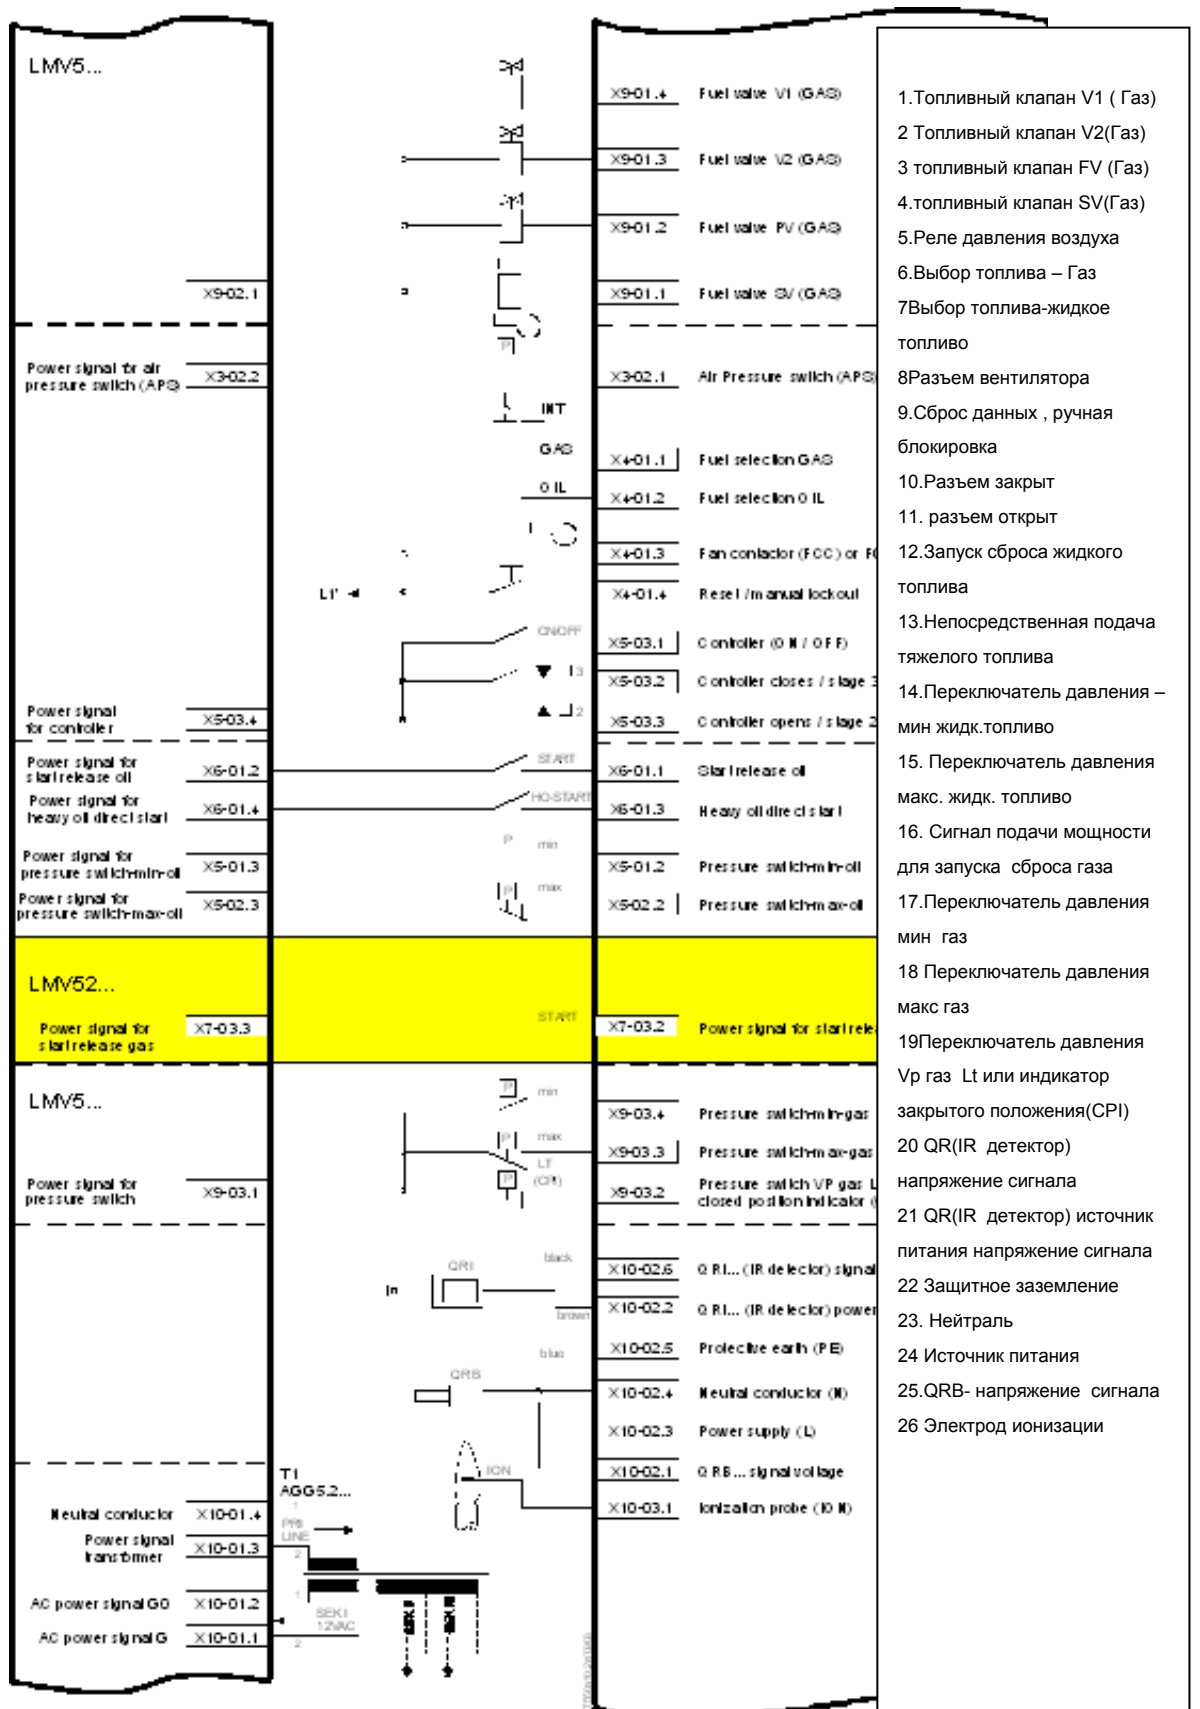 LMV5...
X9-02.1
Power signal for air
pressure switch (APS)
X3-02.2
Power signal
for controller
X5-03.4
Power signal for
start release oil
X6-01.2
Power signal for
heavy oil direct start
X6-01.4
Power signal for
pressure switch-min-oil
X5-01.3
Power signal for
pressure switch-max-oil
X5-02.3
LMV52...
Power signal for
start release gas
X7-03.3
LMV5...
Power signal for
pressure switch
X9-03.1
Neutral conductor
X10-01.4
Power signal
transformer
X10-01.3
AC power signal G0
X10-01.2
AC power signal G
X10-01.1
P
INT
GAS
OIL
L1'
ON/OFF
3
2
START
HO-START
P
min
P
max
START
P
min
P
max
LT
(CPI)
P
QRI
black
brown
blue
QRB
ION
T1
AGG5.2...
1
PRI
LINE
2
1
SEK I
12VAC
2
X9-01.4 Fuel valve V1 (GAS)
X9-01.3 Fuel valve V2 (GAS)
X9-01.2 Fuel valve PV (GAS)
X9-01.1 Fuel valve SV (GAS)
X3-02.1 Air Pressure switch (APS)
X4-01.1 Fuel selection GAS
X4-01.2 Fuel selection OIL
X4-01.3 Fan contactor (FCC) or
X4-01.4 Reset / manual lockout
X5-03.1 Controller (ON / OFF)
X5-03.2 Controller closes / stage 3
X5-03.3 Controller opens / stage 2
X6-01.1 Start release oil
X6-01.3 Heavy oil direct start
X5-01.2 Pressure switch-min-oil
X5-02.2 Pressure switch-max-oil
X7-03.2 Power signal for start
X9-03.4 Pressure switch-min-gas
X9-03.3 Pressure switch-max-gas
X9-03.2 Pressure switch VP gas
closed position indicator
X10-02.6 QRI... (IR detector) signal
X10-02.2 QRI... (IR detector) power
X10-02.5 Protective earth (PE)
X10-02.4 Neutral conductor (N)
X10-02.3 Power supply (L)
X10-02.1 QRB... signal voltage
X10-03.1 Ionization probe (ION)
1.Топливный клапан V1 ( Газ)
2 Топливный клапан V2(Газ)
3 топливный клапан FV (Газ)
4.топливный клапан SV(Газ)
5.Реле давления воздуха
6.Выбор топлива – Газ
7Выбор топлива-жидкое
топливо
8Разъем вентилятора
9.Сброс данных , ручная
блокировка
10.Разъем закрыт
11. разъем открыт
12.Запуск сброса жидкого
топлива
13.Непосредственная подача
тяжелого топлива
14.Переключатель давления –
мин жидк.топливо
15. Переключатель давления
макс. жидк. топливо
16. Сигнал подачи мощности
для запуска сброса газа
17.Переключатель давления
мин газ
18 Переключатель давления
макс газ
19Переключатель давления
Vp газ Lt или индикатор
закрытого положения(CPI)
20 QR(IR детектор)
напряжение сигнала
21 QR(IR детектор) источник
питания напряжение сигнала
22 Защитное заземление
23. Нейтраль
24 Источник питания
25.QRB- напряжение сигнала
26 Электрод ионизации